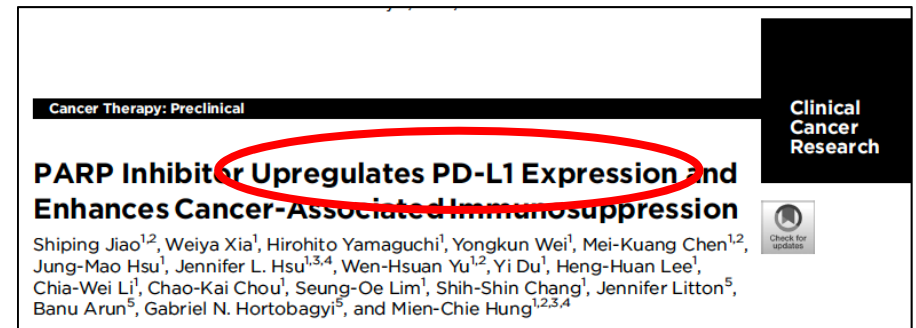 Cancer Therapy: Preclinical
Clinical
Cancer
Research
PARP Inhibitor Upregulates PD-L1 Expression and
Enhances Cancer-Associated Immunosuppression
Check for
updates
Shiping Jiao1,2, Weiya Xia1, Hirohito Yamaguchi1, Yongkun Wei1, Mei-Kuang Chen1,2,
Jung-Mao Hsu1, Jennifer L. Hsu1,3,4, Wen-Hsuan Yu1,2, Yi Du1, Heng-Huan Lee1,
Chia-Wei Li1, Chao-Kai Chou1, Seung-Oe Lim1, Shih-Shin Chang1, Jennifer Litton5,
Banu Arun5, Gabriel N. Hortobagyi5, and Mien-Chie Hung1,2,3,4